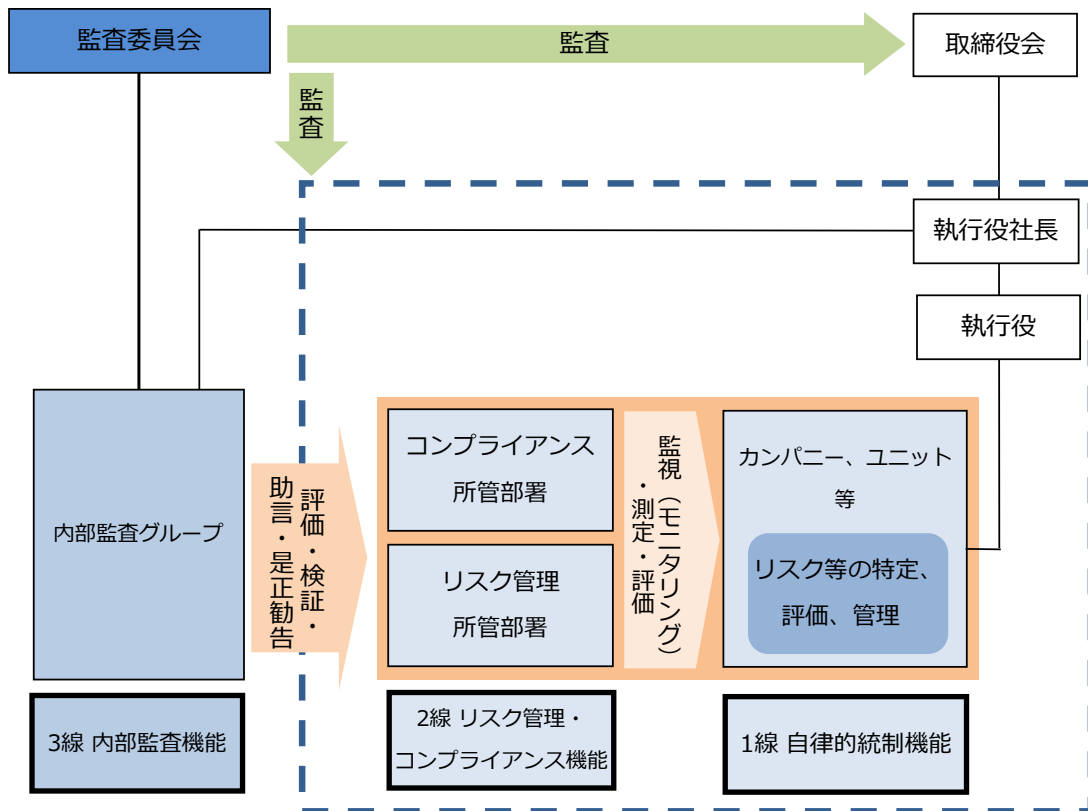 監査委員会
監査
取締役会
監査
執行役社長
執行役
内部監査グループ
評価・検証・
助言・是正勧告
コンプライアンス
所管部署
リスク管理
所管部署
監視（モニタリング）
・測定・評価
カンパニー、ユニット
等
リスク等の特定、
評価、管理
3線 内部監査機能
2線 リスク管理・
コンプライアンス機能
1線 自律的統制機能